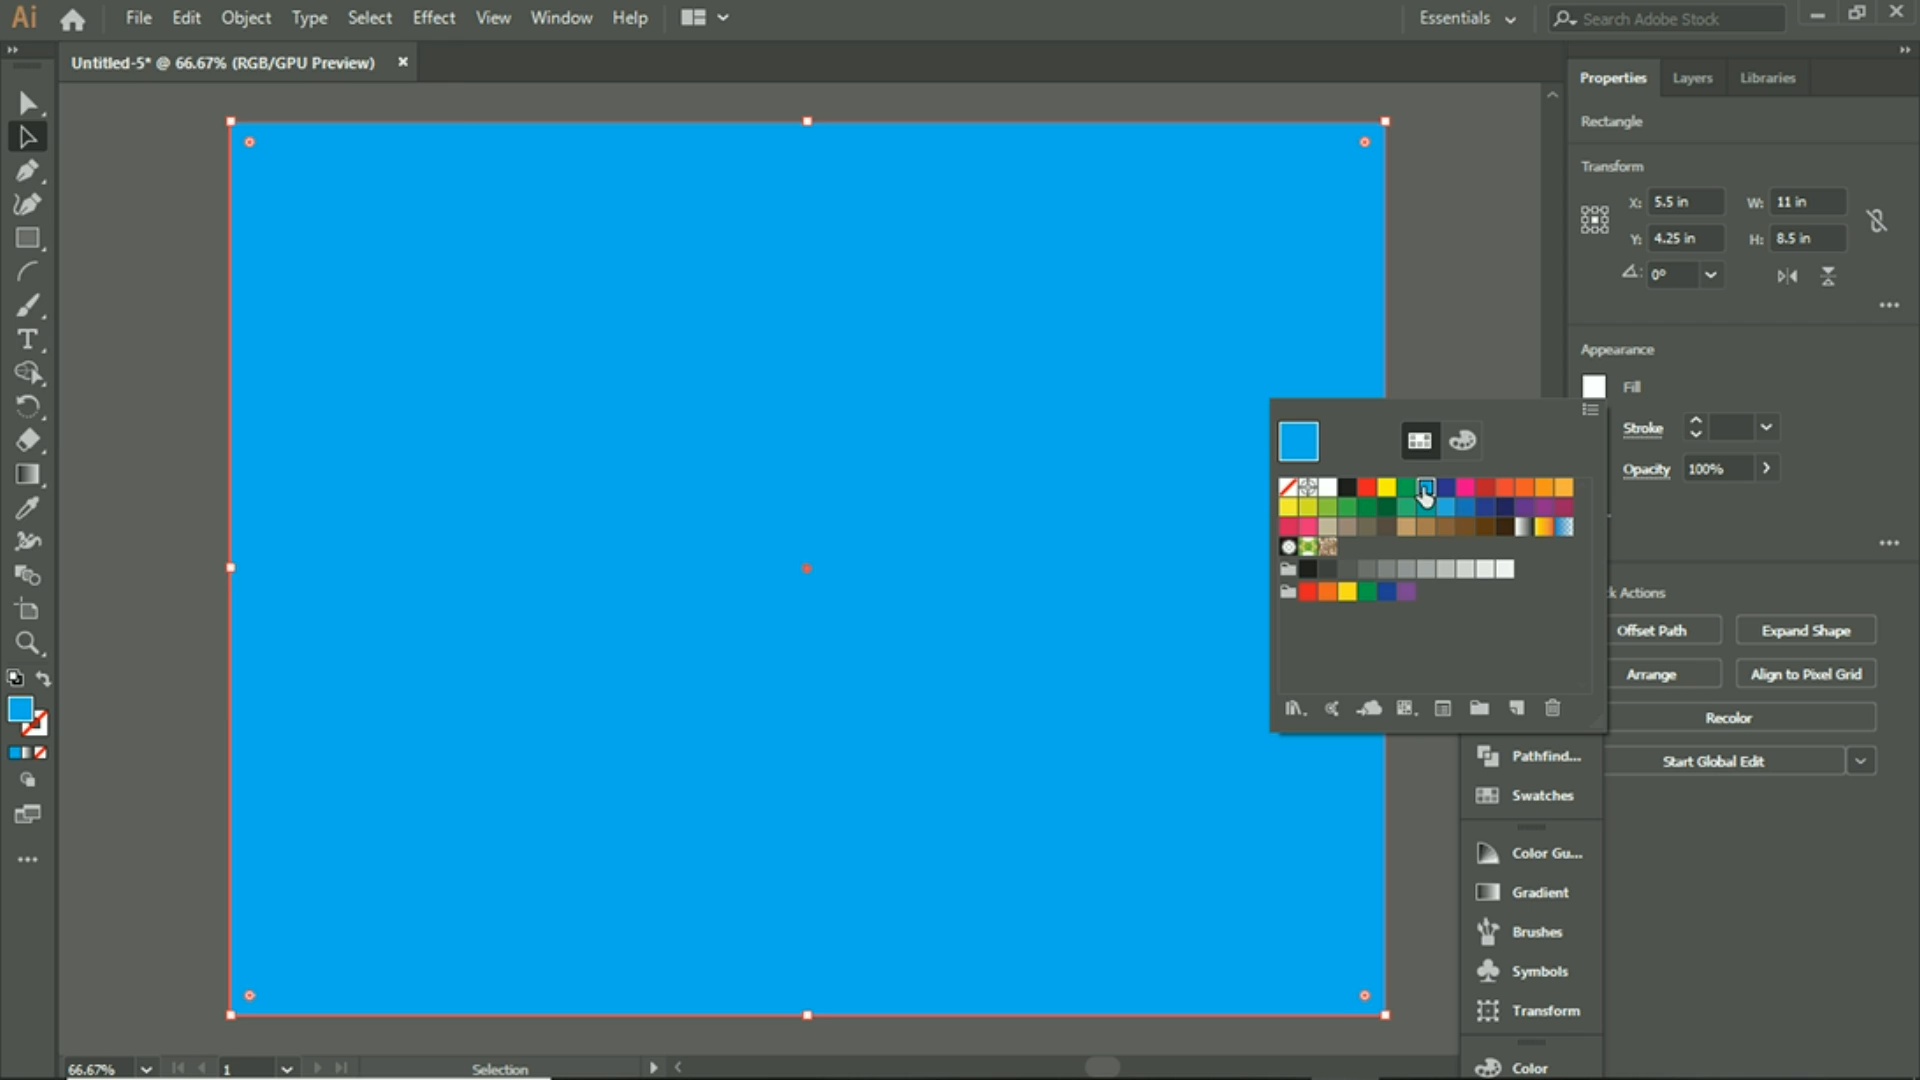 Ai File Edit Object Type Select Effect View Window Help Essentials Search Adobe Stock
Untitled-5* @ 66.67% (RGB/GPU Preview) ×
Properties Layers Libraries
Rectangle
Transform
X: 5.5 in W: 11 in
Y: 4.25 in H: 8.5 in
0°
Appearance
Fill
Stroke
Opacity 100%
k Actions
Offset Path Expand Shape
Arrange Align to Pixel Grid
Recolor
Start Global Edit
Pathfind...
Swatches
Color Gu...
Gradient
Brushes
Symbols
Transform
Color
66.67% 1 Selection